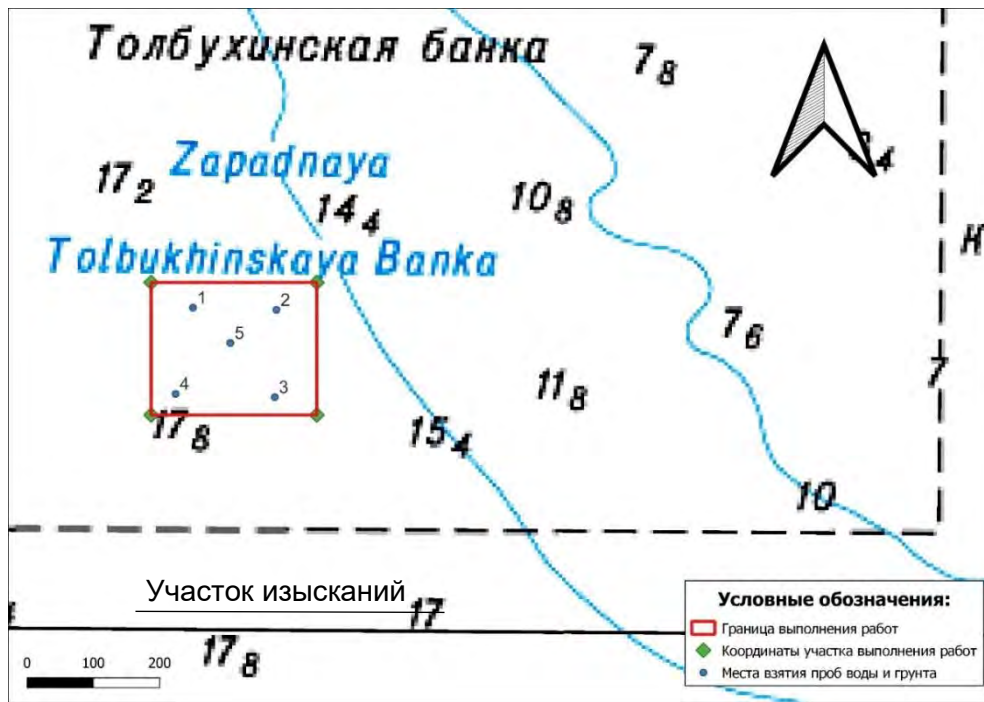 Толбухинская банка
7₈
17₂
Zapadnaya
14₄
10₈
4
Н
Tolbukhinskaya Banka
1
2
5
7₆
7
4
3
11₈
17₈
15₄
10
Участок изысканий
17
17₈
0 100 200
Условные обозначения:
Граница выполнения работ
Координаты участка выполнения работ
Места взятия проб воды и грунта